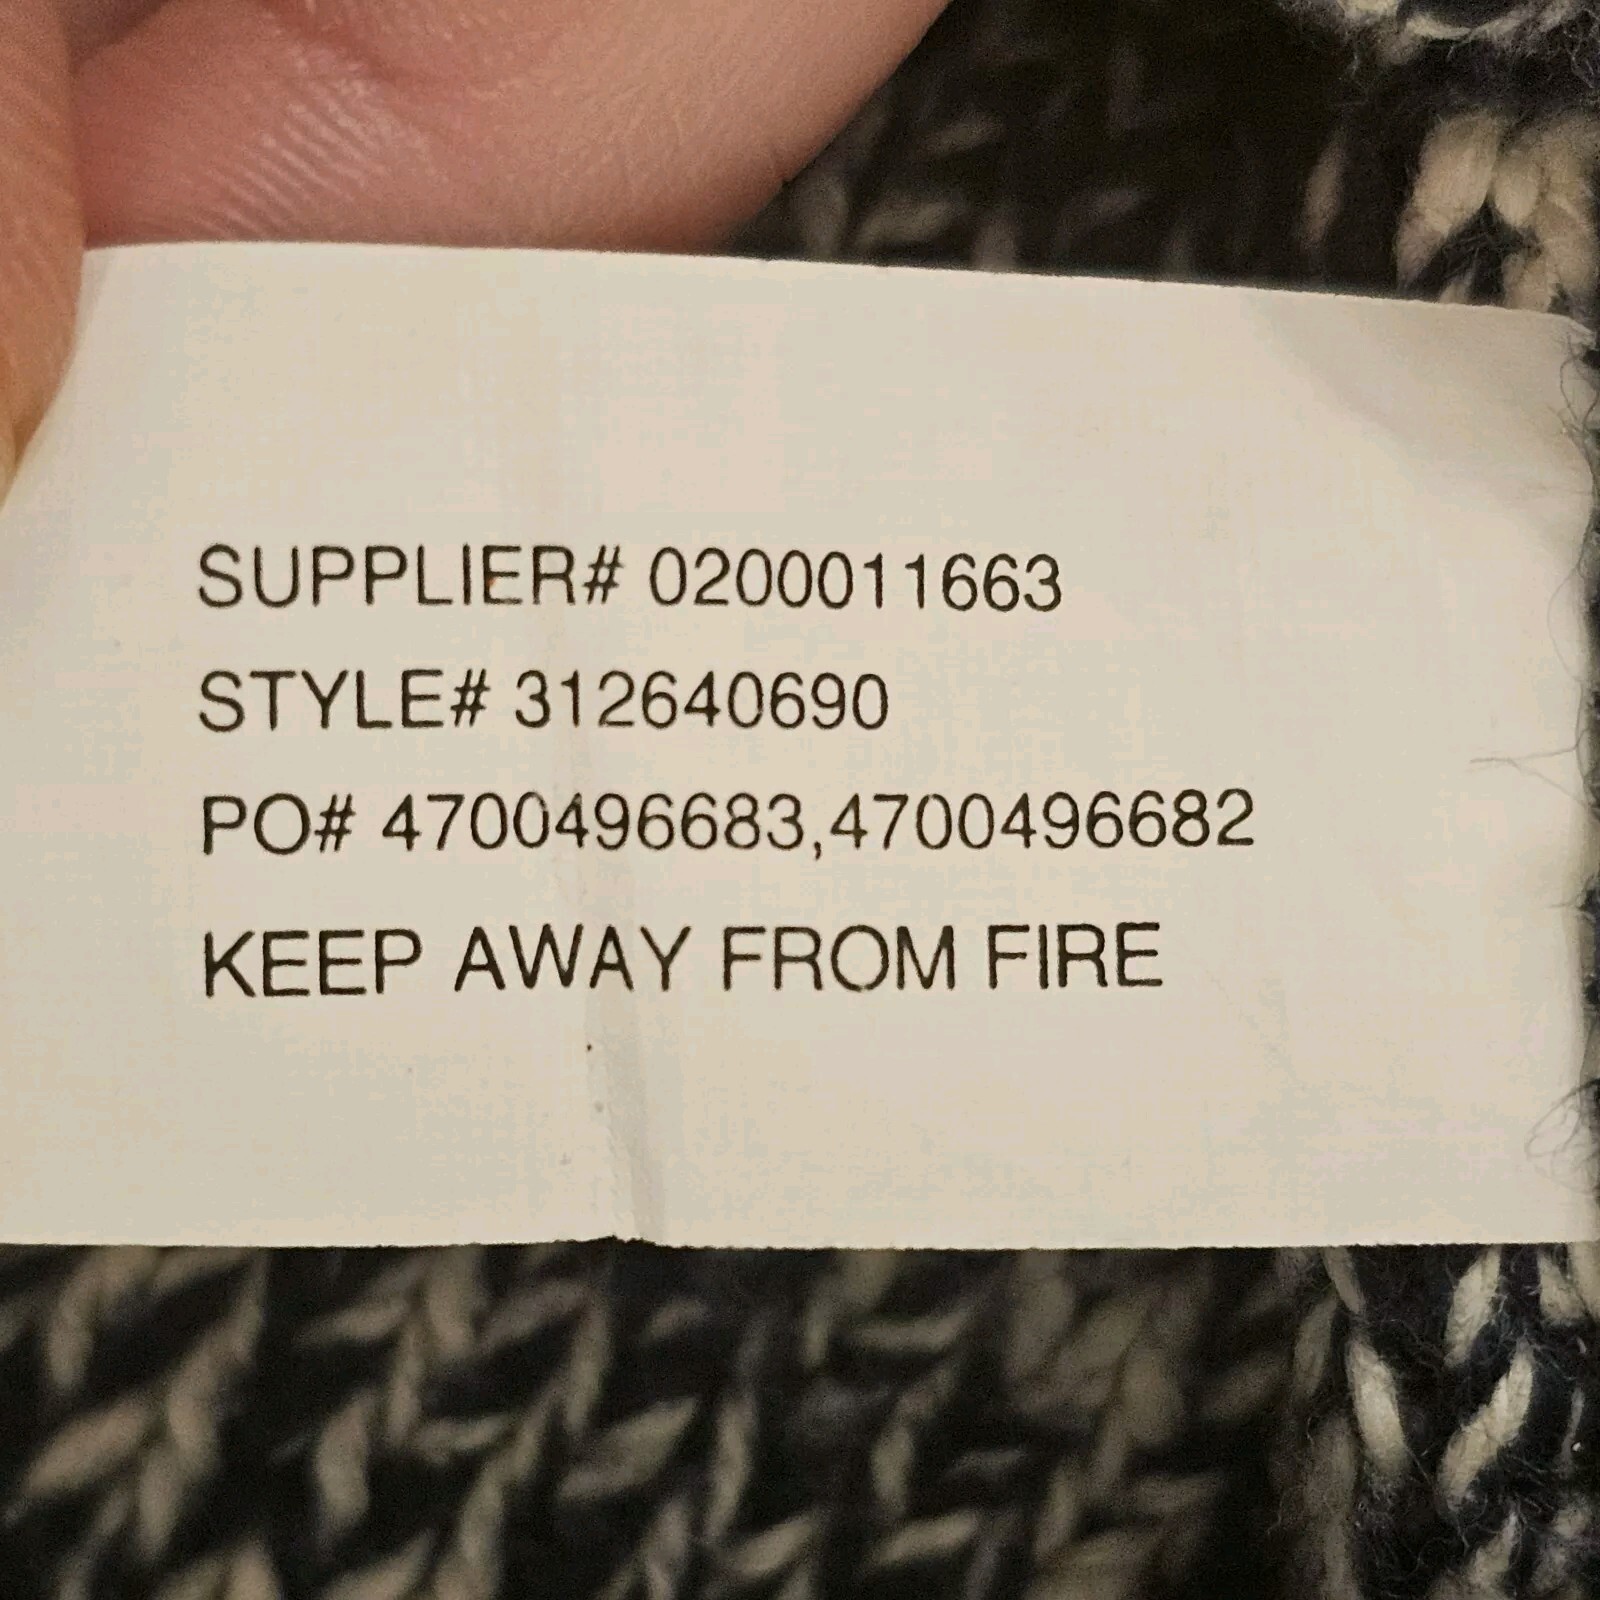 SUPPLIER# 0200011663
STYLE# 312640690
PO# 4700496683,4700496682
KEEP AWAY FROM FIRE